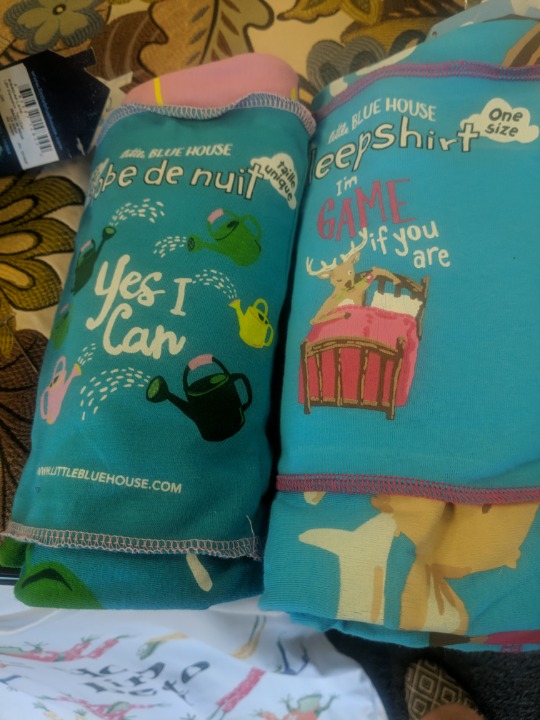 little BLUE HOUSE
be de nuit
taille
unique
Yes I
Can
WWW.LITTLEBLUEHOUSE.COM
little BLUE HOUSE
leepshirt
One
size
I'm
GAME
if you
are